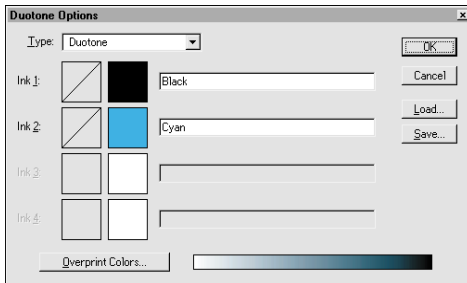 Duotone Options
Type: Duotone
OK
Ink 1: Black
Cancel
Ink 2: Cyan
Load...
Save...
Ink 3:
Ink 4:
Overprint Colors...